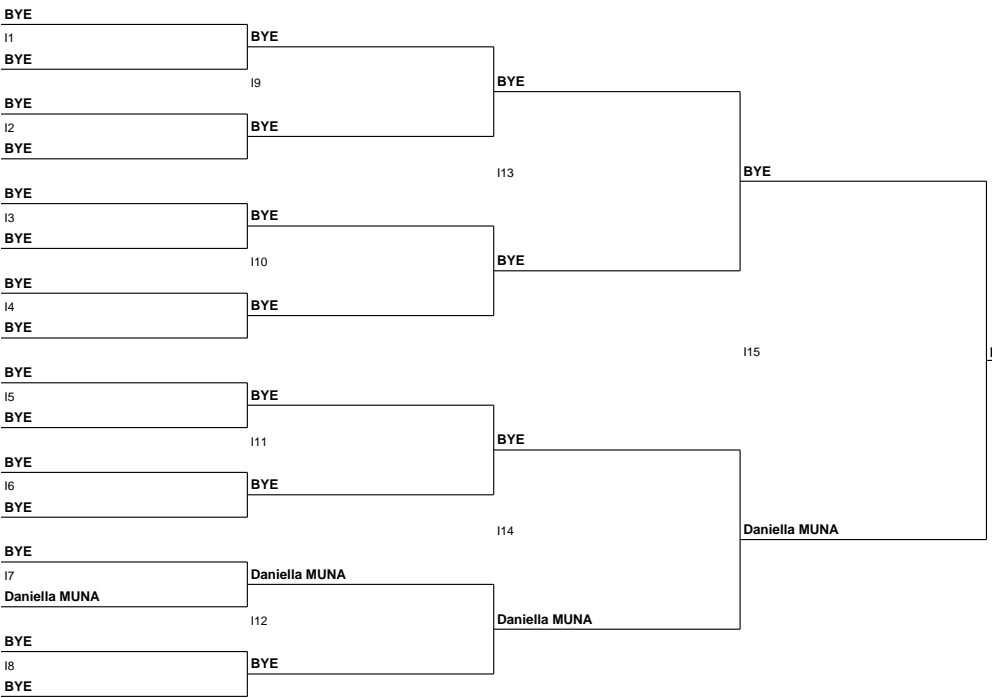 BYE
I1
BYE
BYE
I2
BYE
BYE
I3
BYE
BYE
I4
BYE
BYE
I5
BYE
BYE
I6
BYE
BYE
I7
Daniella MUNA
BYE
I8
BYE
BYE
I9
BYE
BYE
I10
BYE
BYE
I11
BYE
Daniella MUNA
I12
BYE
BYE
I13
BYE
BYE
I14
Daniella MUNA
BYE
I15
Daniella MUNA